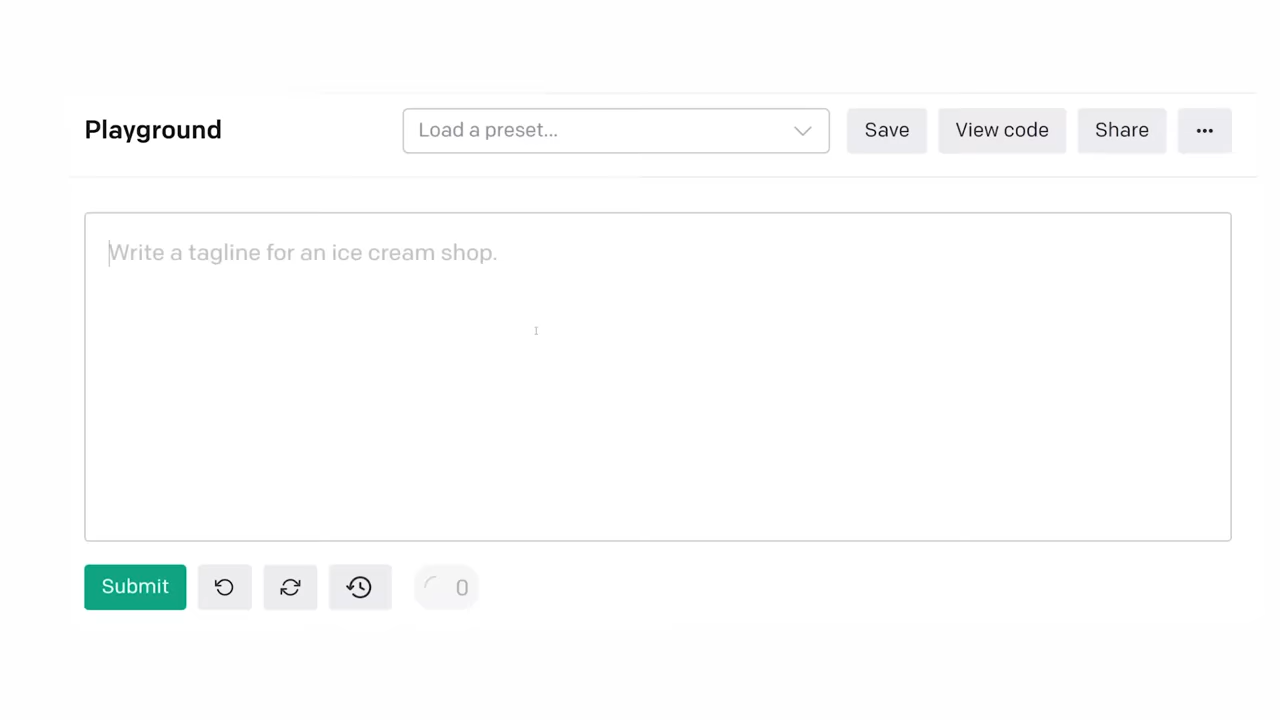 Playground
Load a preset...
Save
View code
Share
Write a tagline for an ice cream shop.
Submit
0